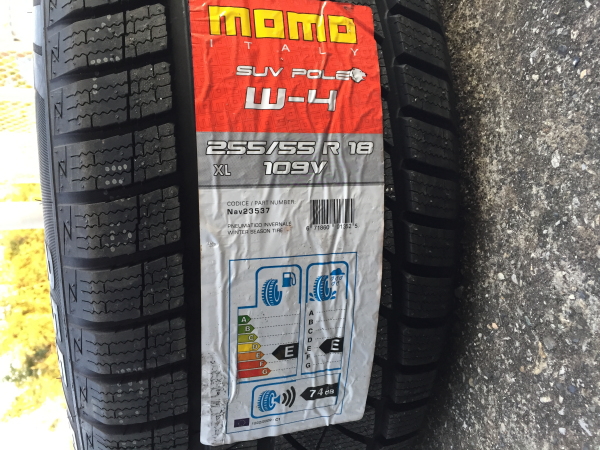 MOMO
ITALY
SUV POLE
W-4
255/55 R 18
XL 109V
CODICE / PART NUMBER
Nav23537
PNEUMATICO INVERNALE
WINTER SEASON TIRE
A A
B B
C C
D D
E E E E
F F
G G
74 dB